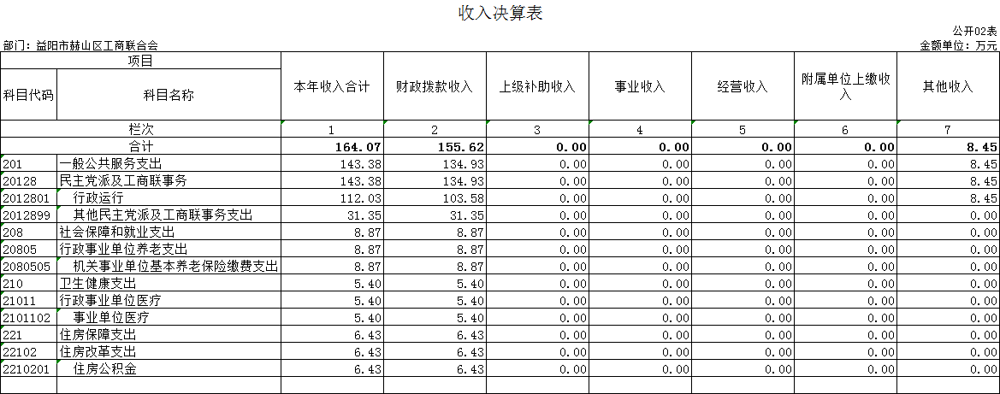 收入决算表
公开02表
部门：益阳市赫山区工商联合会 金额单位：万元
项目 本年收入合计 财政拨款收入 上级补助收入 事业收入 经营收入 附属单位上缴收入 其他收入
科目代码 科目名称
栏次 1 2 3 4 5 6 7
合计 164.07 155.62 0.00 0.00 0.00 0.00 8.45
201 一般公共服务支出 143.38 134.93 0.00 0.00 0.00 0.00 8.45
20128 民主党派及工商联事务 143.38 134.93 0.00 0.00 0.00 0.00 8.45
2012801 行政运行 112.03 103.58 0.00 0.00 0.00 0.00 8.45
2012899 其他民主党派及工商联事务支出 31.35 31.35 0.00 0.00 0.00 0.00 0.00
208 社会保障和就业支出 8.87 8.87 0.00 0.00 0.00 0.00 0.00
20805 行政事业单位养老支出 8.87 8.87 0.00 0.00 0.00 0.00 0.00
2080505 机关事业单位基本养老保险缴费支出 8.87 8.87 0.00 0.00 0.00 0.00 0.00
210 卫生健康支出 5.40 5.40 0.00 0.00 0.00 0.00 0.00
21011 行政事业单位医疗 5.40 5.40 0.00 0.00 0.00 0.00 0.00
2101102 事业单位医疗 5.40 5.40 0.00 0.00 0.00 0.00 0.00
221 住房保障支出 6.43 6.43 0.00 0.00 0.00 0.00 0.00
22102 住房改革支出 6.43 6.43 0.00 0.00 0.00 0.00 0.00
2210201 住房公积金 6.43 6.43 0.00 0.00 0.00 0.00 0.00